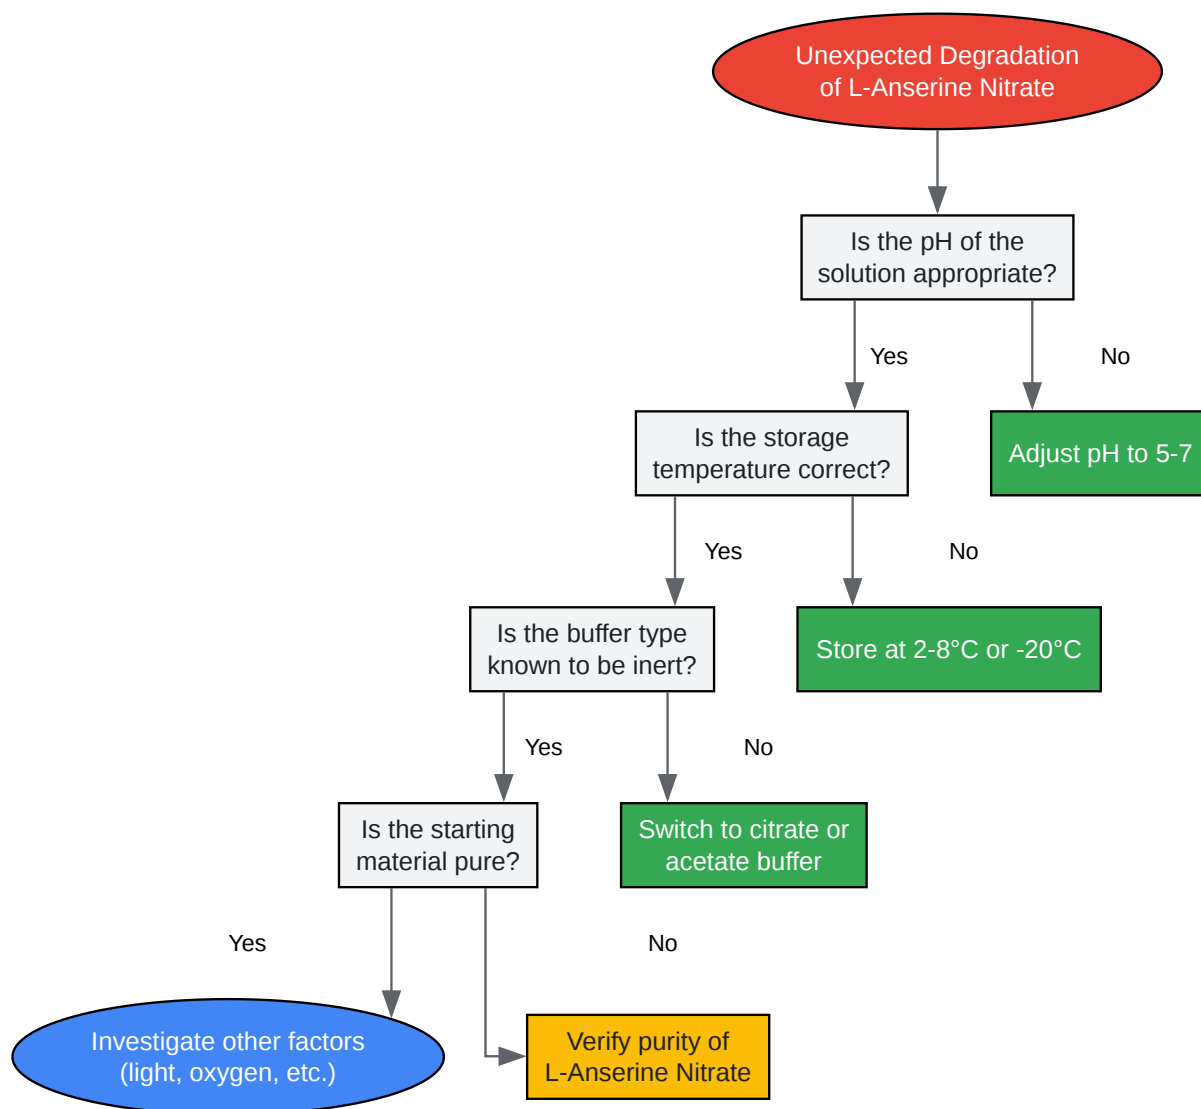 Unexpected Degradation
of L-Anserine Nitrate
Is the pH of the
solution appropriate?
Yes
No
Is the storage
temperature correct?
Adjust pH to 5-7
Yes
No
Is the buffer type
known to be inert?
Store at 2-8°C or -20°C
Yes
No
Is the starting
material pure?
Switch to citrate or
acetate buffer
Yes
No
Investigate other factors
(light, oxygen, etc.)
Verify purity of
L-Anserine Nitrate